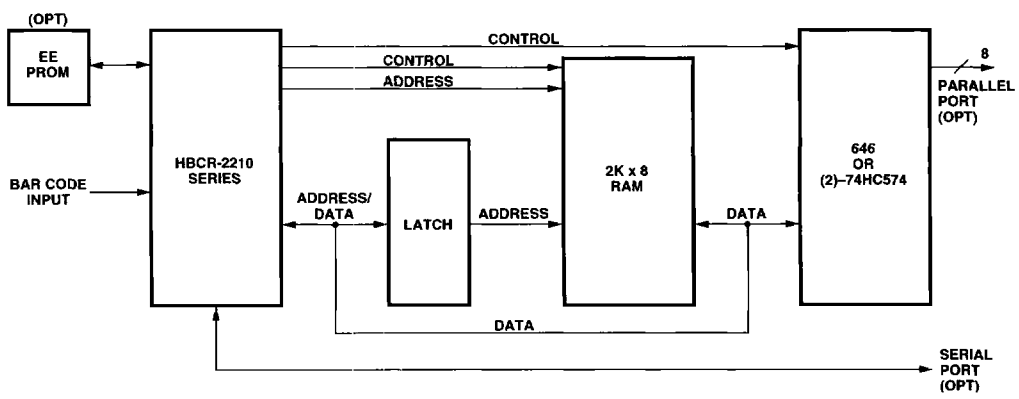 (OPT)
EE
PROM
BAR CODE
INPUT
HBCR-2210
SERIES
CONTROL
CONTROL
ADDRESS
ADDRESS/
DATA
LATCH
ADDRESS
2K x 8
RAM
DATA
DATA
646
OR
(2)–74HC574
8
PARALLEL
PORT
(OPT)
SERIAL
PORT
(OPT)